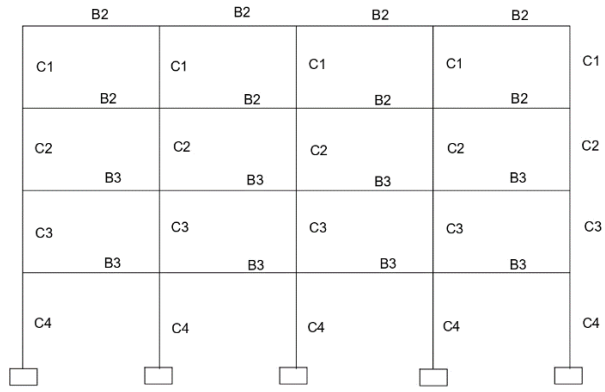 B2 B2 B2 B2
C1 C1 C1 C1 C1
B2 B2 B2 B2
C2 C2 C2 C2 C2
B3 B3 B3 B3
C3 C3 C3 C3 C3
B3 B3 B3 B3
C4 C4 C4 C4 C4